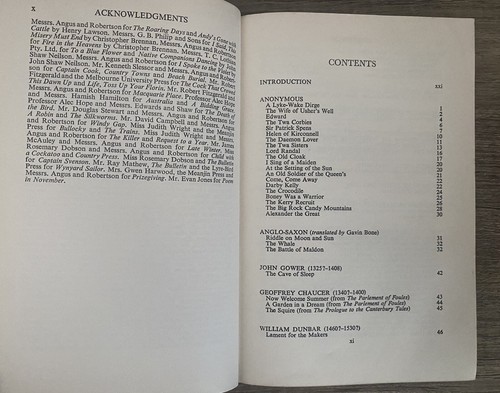 x
ACKNOWLEDGMENTS
Messrs. Angus and Robertson for The Roaring Days and Andy's Gone with
Cattle by Henry Lawson. Messrs. G. B. Philip and Sons for I Said, This
Misery Must End by Christopher Brennan. Messrs. Angus and Robertson
for Fire in the Heavens by Christopher Brennan. Messrs. T. C. Lothian
Pty, Ltd. for To a Blue Flower and Native Companions Dancing by John
Shaw Neilson. Messrs. Angus and Robertson for I Spoke to the Violet by
John Shaw Neilson. Mr. Kenneth Slessor and Messrs. Angus and Robert-
son for Captain Cook, Country Towns and Beach Burial. Mr. Robert
Fitzgerald and the Melbourne University Press for The Cock That Crowed
This Dawn Up and Life, Toss Up Your Florin. Mr. Robert Fitzgerald
and Messrs. Angus and Robertson for Macquarie Place. Professor Alec Hope
and Messrs. Hamish Hamilton for Australia and A Bidding Grace.
Professor Alec Hope and Messrs. Edwards and Shaw for The Death of
the Bird. Mr. Douglas Stewart and Messrs. Angus and Robertson for
A Robin and The Silkworms. Mr. David Campbell and Messrs. Angus
and Robertson for Windy Gap. Miss Judith Wright and the Meanjin
Press for Bullocky and The Trains. Miss Judith Wright and Messrs.
Angus and Robertson for The Killer and Request to a Year. Mr. James
McAuley and Messrs. Angus and Robertson for Late Winter. Miss
Rosemary Dobson and Messrs. Angus and Robertson for Child with
a Cockatoo and Country Press. Miss Rosemary Dobson and The Bulletin
for Captain Svenson. Mr. Ray Mathew, The Bulletin and the Lyre-Bird
Press for Wynyard Sailor. Mrs. Gwen Harwood, the Meanjin Press and
Messrs. Angus and Robertson for Prizegiving. Mr. Evan Jones for Poem
in November.
CONTENTS
INTRODUCTION xxi
ANONYMOUS
A Lyke-Wake Dirge 1
The Wife of Usher's Well 2
Edward 4
The Twa Corbies 6
Sir Patrick Spens 7
Helen of Kirconnell 10
The Daemon Lover 11
The Twa Sisters 13
Lord Randal 16
The Old Cloak 17
I Sing of a Maiden 20
At the Setting of the Sun 20
An Old Soldier of the Queen's 21
Come, Come Away 22
Darby Kelly 22
The Crocodile 24
Boney Was a Warrior 25
The Kerry Recruit 26
The Big Rock Candy Mountains 28
Alexander the Great 30
ANGLO-SAXON (translated by Gavin Bone)
Riddle on Moon and Sun 31
The Whale 32
The Battle of Maldon 32
JOHN GOWER (1325?-1408)
The Cave of Sleep 42
GEOFFREY CHAUCER (1340?-1400)
Now Welcome Summer (from The Parlement of Foules) 43
A Garden in a Dream (from The Parlement of Foules) 44
The Squire (from The Prologue to the Canterbury Tales) 45
WILLIAM DUNBAR (1460?-1530?)
Lament for the Makers 46
xi